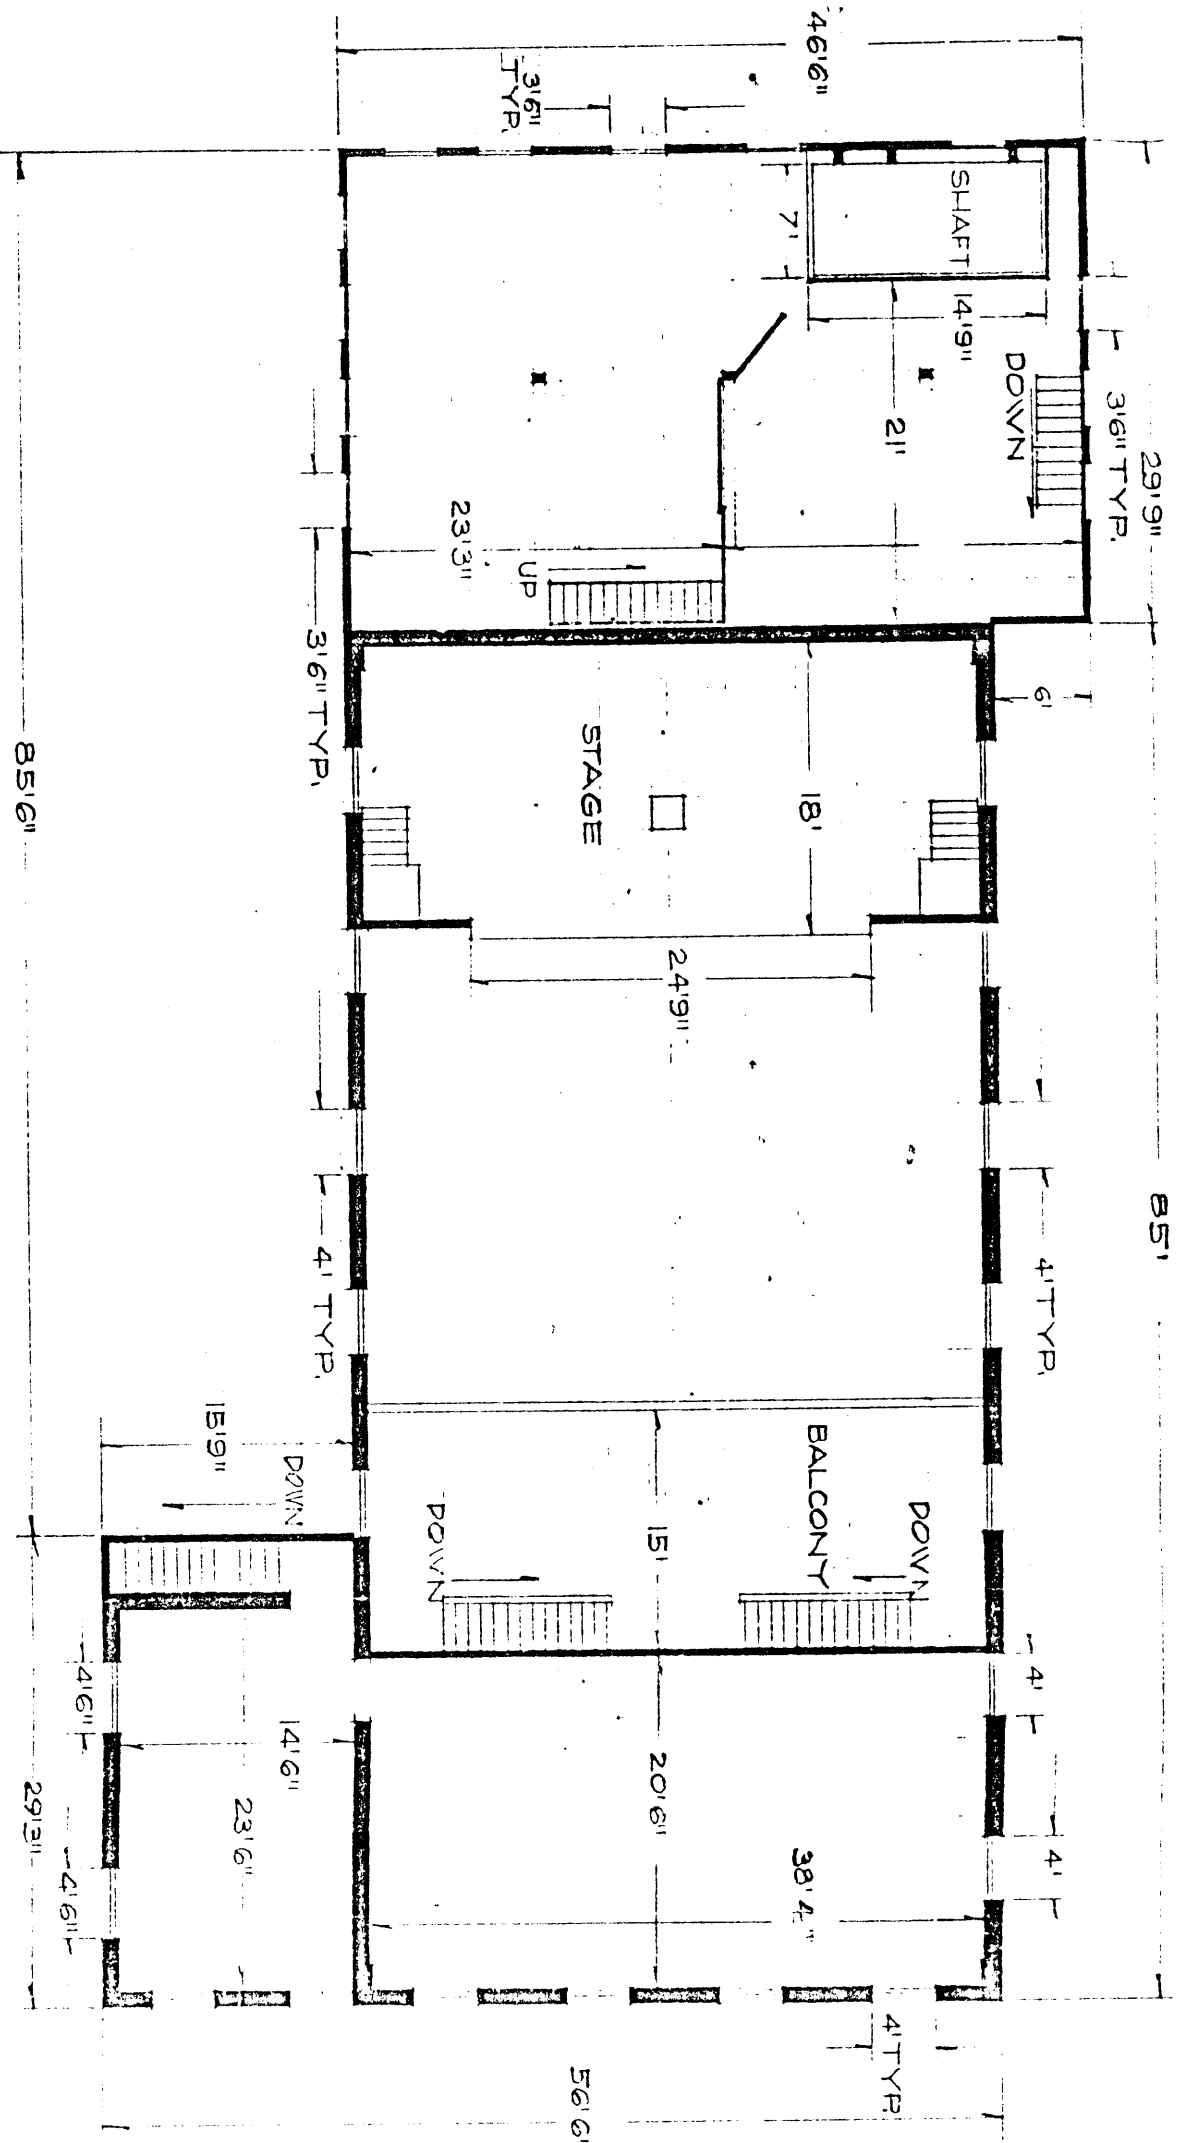 46'6"
3'6"
TYP.
SHAFT
7'
14'9"
DOWN
3'6" TYP.
29'9"
21'
23'3"
UP
3'6" TYP.
6'
STAGE
18'
24'9"
85'6"
85'
4' TYP.
4' TYP.
15'9"
DOWN
DOWN
BALCONY
DOWN
15'
4'
4'6"
14'6"
20'6"
23'6"
38'4"
4'
29'3"
4'6"
4' TYP.
56'6"